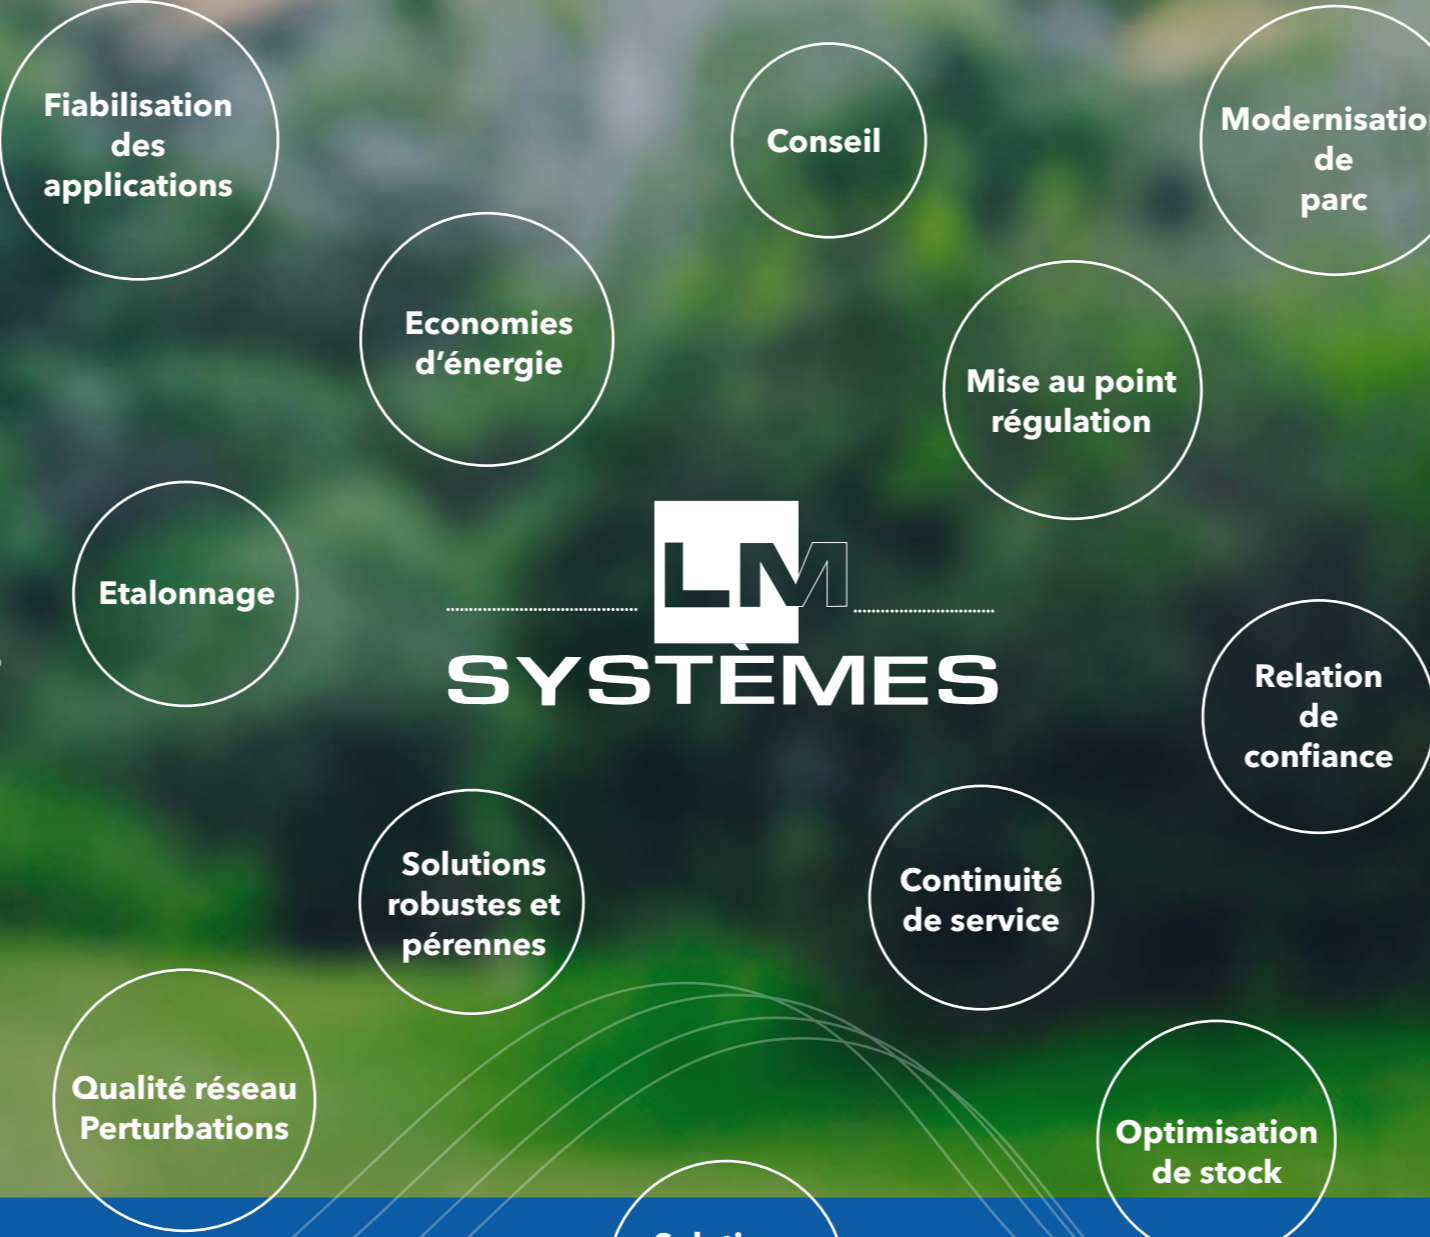 Fiabilisation
des
applications
Conseil
Modernisation
de
parc
Economies
d’énergie
Mise au point
régulation
Etalonnage
LM
SYSTÈMES
Relation
de
confiance
Solutions
robustes et
pérennes
Continuité
de service
Qualité réseau
Perturbations
Optimisation
de stock